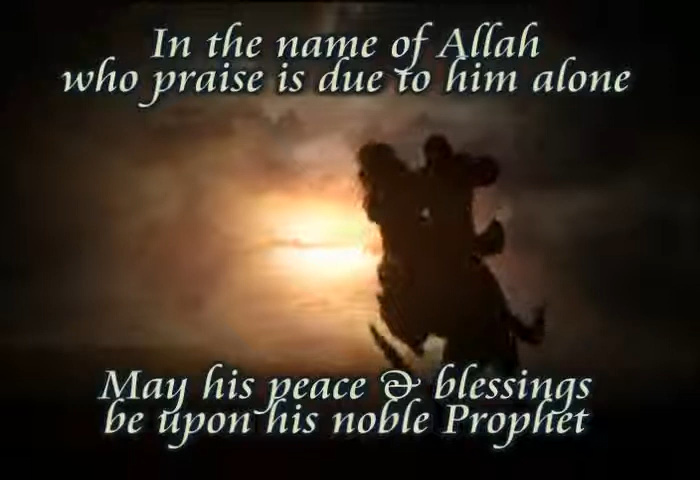 In the name of Allah
who praise is due to him alone
May his peace & blessings
be upon his noble Prophet